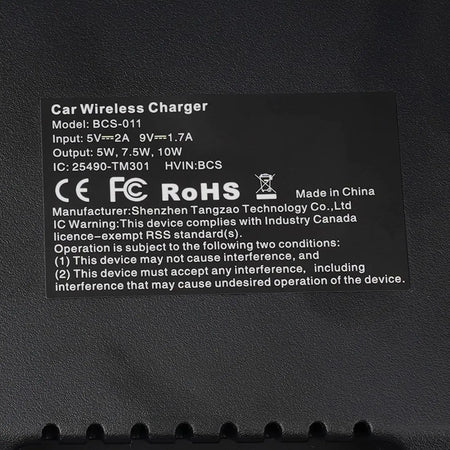 Car Wireless Charger
Model: BCS-011
Input: 5V⎓2A 9V⎓1.7A
Output: 5W, 7.5W, 10W
IC: 25490-TM301 HVIN:BCS
CE FC RoHS Made in China
Manufacturer:Shenzhen Tangzao Technology Co.,Ltd
IC Warning:This device complies with Industry Canada
licence-exempt RSS standard(s).
Operation is subject to the following two conditions:
(1) This device may not cause interference, and
(2) This device must accept any interference, including
interference that may cause undesired operation of the device.